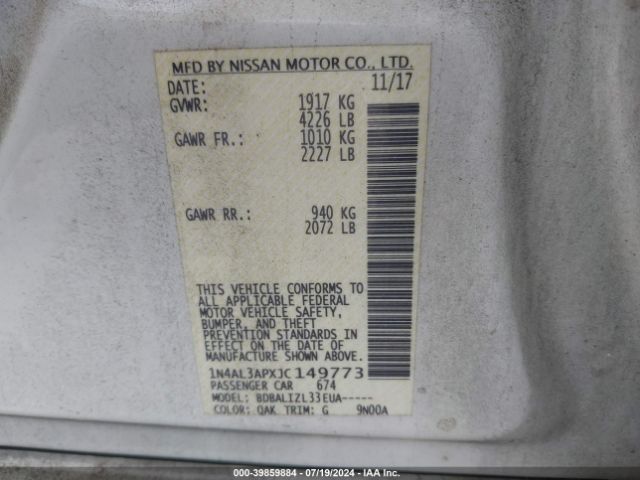 MFD BY NISSAN MOTOR CO., LTD.
DATE: 11/17
GVWR: 1917 KG
4226 LB
GAWR FR.: 1010 KG
2227 LB
GAWR RR.: 940 KG
2072 LB
THIS VEHICLE CONFORMS TO
ALL APPLICABLE FEDERAL
MOTOR VEHICLE SAFETY,
BUMPER, AND THEFT
PREVENTION STANDARDS IN
EFFECT ON THE DATE OF
MANUFACTURE SHOWN ABOVE.
1N4AL3APXJC149773
PASSENGER CAR 674
MODEL: BDBALIZL33EUA-----
COLOR: QAK TRIM: G 9N00A
000-39859884 - 07/19/2024 - IAA Inc.